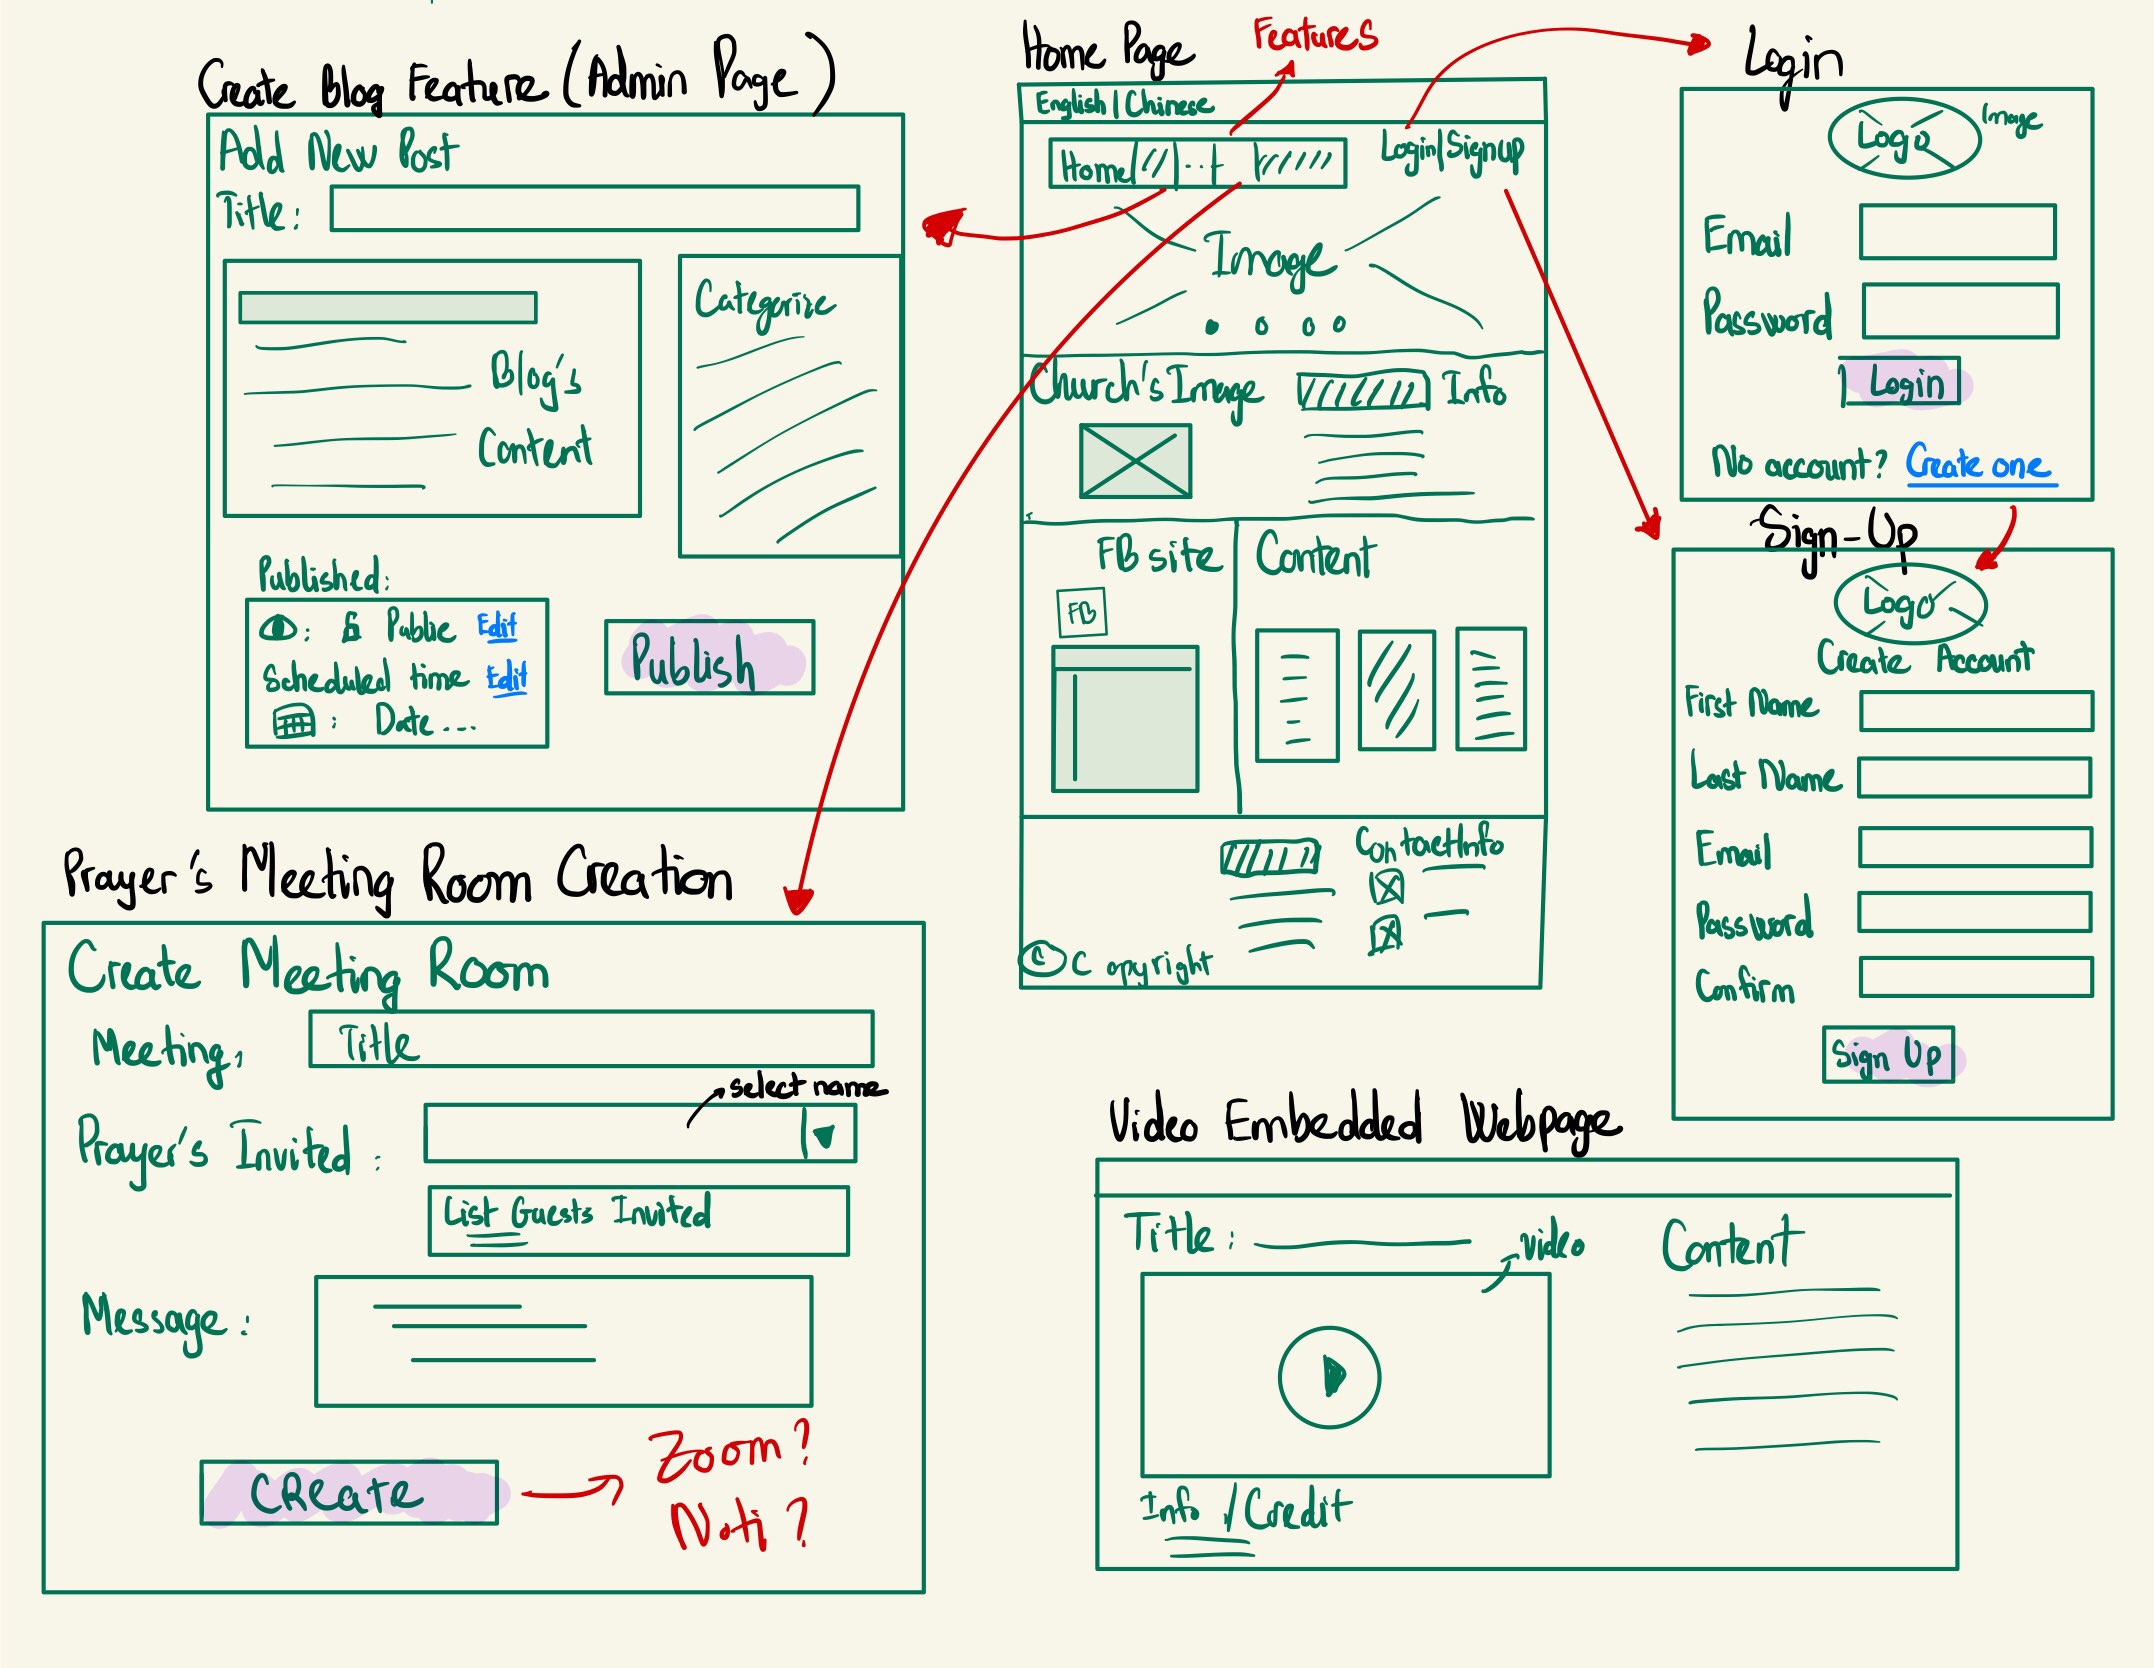 Create Blog Feature (Admin Page)
Add New Post
Title:
Blog's
Content
Categorize
Published:
: Public Edit
Scheduled time Edit
: Date ...
Publish
Home Page
Features
English | Chinese
Home
Login|Signup
Image
Church's Image
Info
FB site
FB
Content
Contact Info
© Copyright
Login
Logo
Image
Email
Password
Login
No account? Create one
Sign-Up
Logo
Create Account
First Name
Last Name
Email
Password
Confirm
Sign Up
Prayer's Meeting Room Creation
Create Meeting Room
Meeting:
Title
select name
Prayer's Invited:
List Guests Invited
Message:
CReate
Zoom?
Noti?
Video Embedded Webpage
Title:
video
Content
Info /Credit